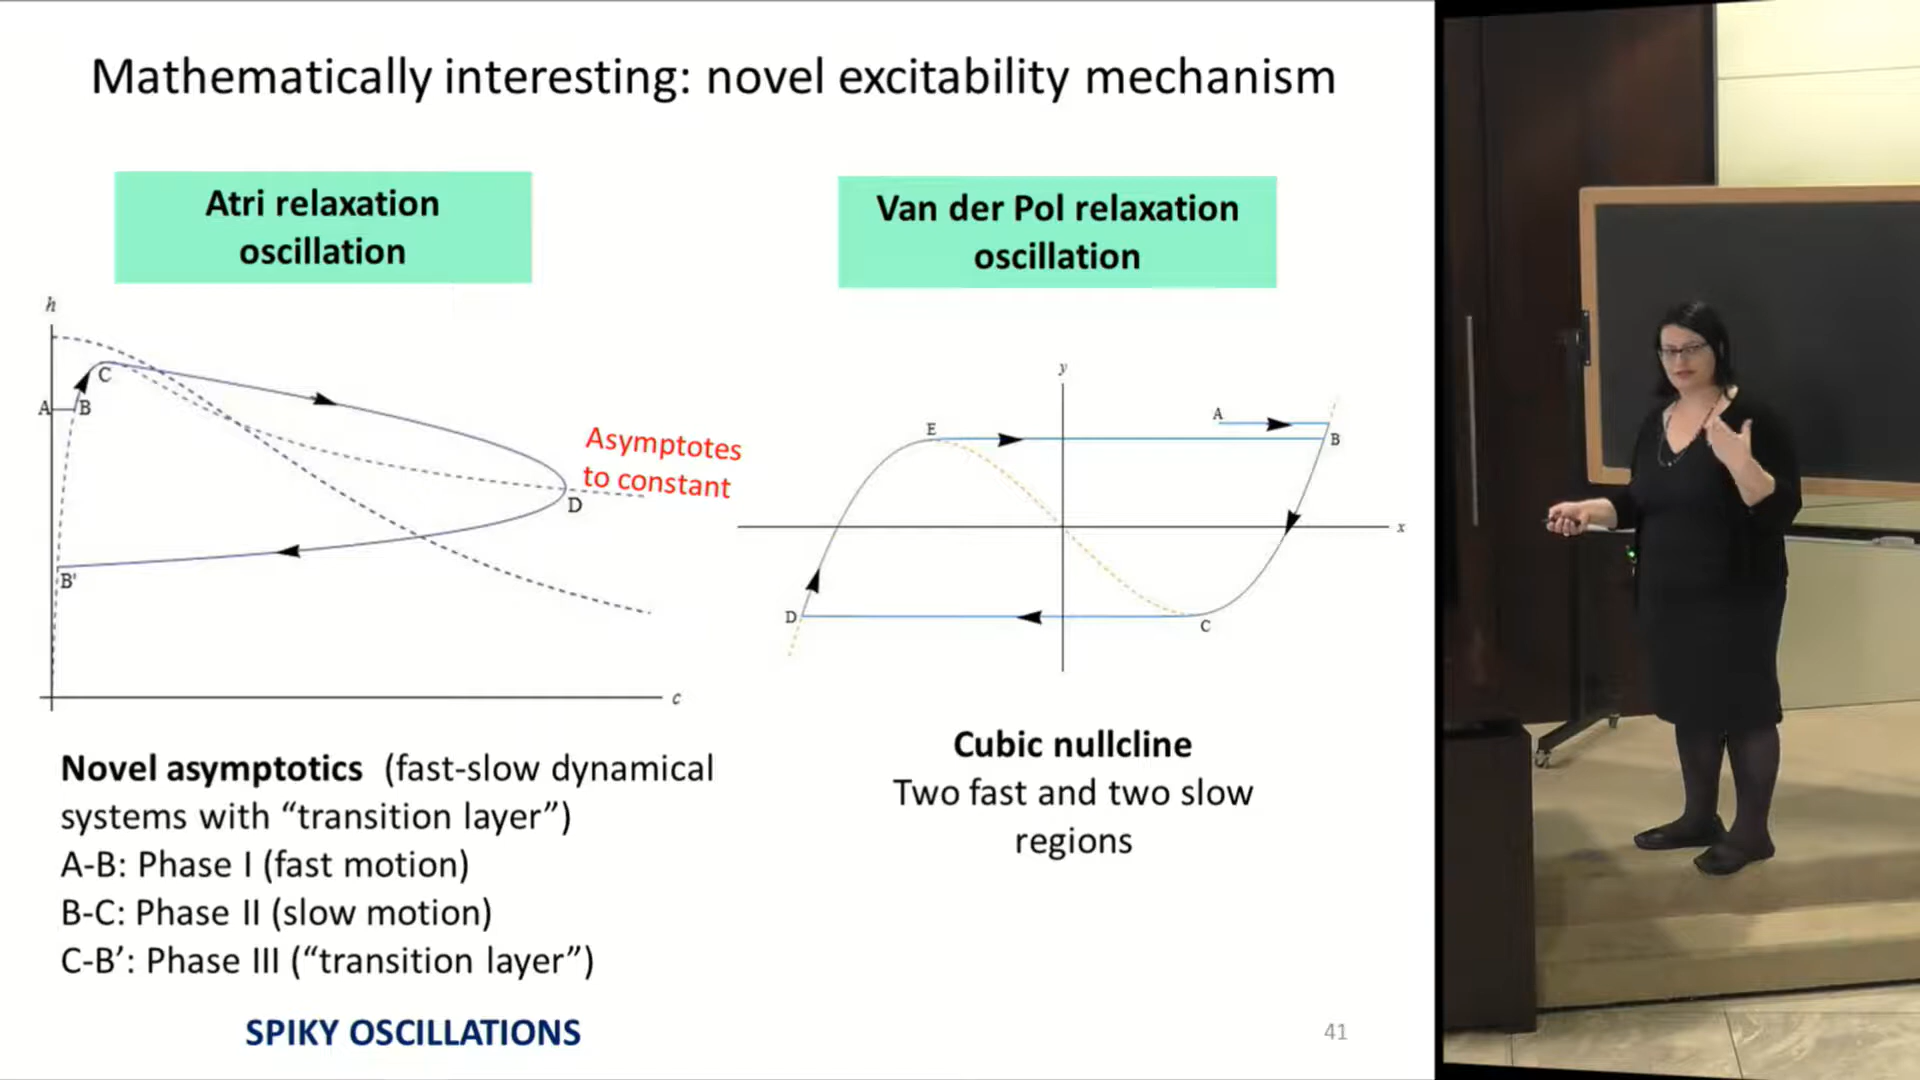 Mathematically interesting: novel excitability mechanism
Atri relaxation
oscillation
Van der Pol relaxation
oscillation
h
C
A
B
Asymptotes
to constant
D
B'
c
y
A
E
B
x
D
C
Novel asymptotics (fast-slow dynamical
systems with “transition layer”)
A-B: Phase I (fast motion)
B-C: Phase II (slow motion)
C-B’: Phase III (“transition layer”)
SPIKY OSCILLATIONS
Cubic nullcline
Two fast and two slow
regions
41